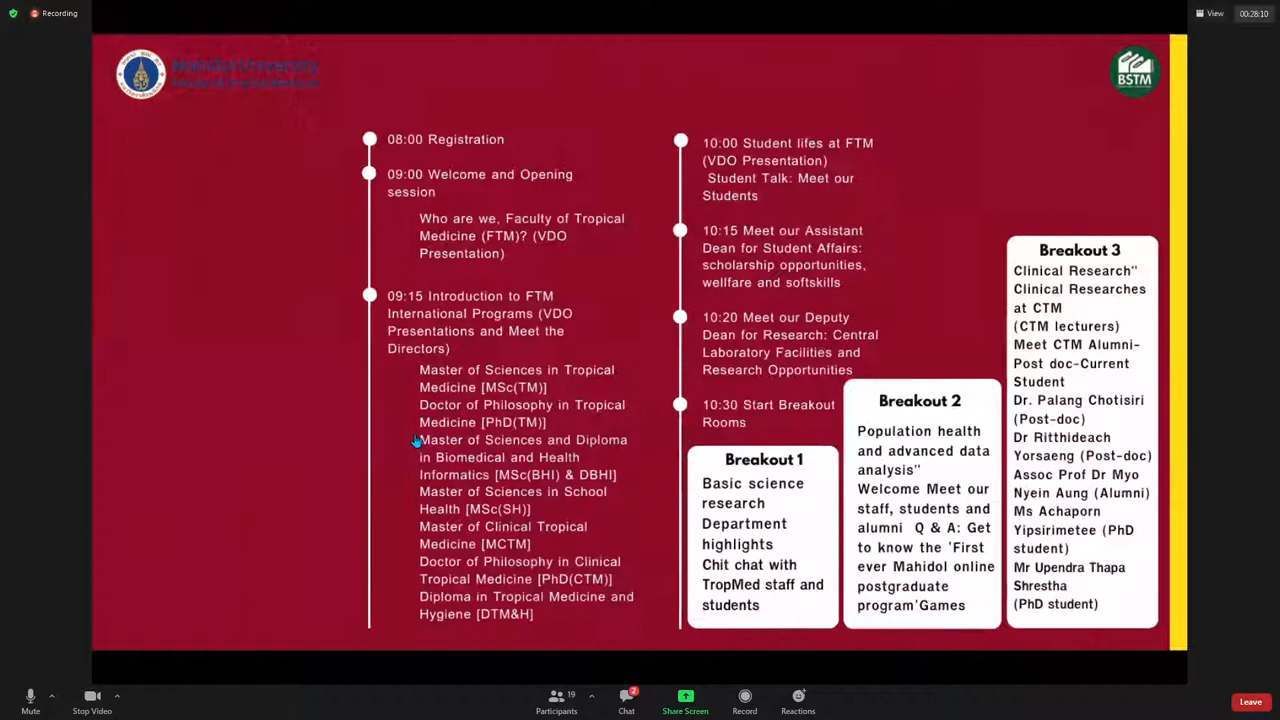 Recording
View
00:28:10
Mahidol University
Faculty of Tropical Medicine
BSTM
08:00 Registration
09:00 Welcome and Opening
session
Who are we, Faculty of Tropical
Medicine (FTM)? (VDO
Presentation)
09:15 Introduction to FTM
International Programs (VDO
Presentations and Meet the
Directors)
Master of Sciences in Tropical
Medicine [MSc(TM)]
Doctor of Philosophy in Tropical
Medicine [PhD(TM)]
Master of Sciences and Diploma
in Biomedical and Health
Informatics [MSc(BHI) & DBHI]
Master of Sciences in School
Health [MSc(SH)]
Master of Clinical Tropical
Medicine [MCTM]
Doctor of Philosophy in Clinical
Tropical Medicine [PhD(CTM)]
Diploma in Tropical Medicine and
Hygiene [DTM&H]
10:00 Student lifes at FTM
(VDO Presentation)
Student Talk: Meet our
Students
10:15 Meet our Assistant
Dean for Student Affairs:
scholarship opportunities,
wellfare and softskills
10:20 Meet our Deputy
Dean for Research: Central
Laboratory Facilities and
Research Opportunities
10:30 Start Breakout
Rooms
Breakout 1
Basic science
research
Department
highlights
Chit chat with
TropMed staff and
students
Breakout 2
Population health
and advanced data
analysis"
Welcome Meet our
staff, students and
alumni Q & A: Get
to know the 'First
ever Mahidol online
postgraduate
program'Games
Breakout 3
Clinical Research"
Clinical Researches
at CTM
(CTM lecturers)
Meet CTM Alumni-
Post doc-Current
Student
Dr. Palang Chotisiri
(Post-doc)
Dr Ritthideach
Yorsaeng (Post-doc)
Assoc Prof Dr Myo
Nyein Aung (Alumni)
Ms Achaporn
Yipsirimetee (PhD
student)
Mr Upendra Thapa
Shrestha
(PhD student)
Mute
Stop Video
19
Participants
2
Chat
Share Screen
Record
Reactions
Leave